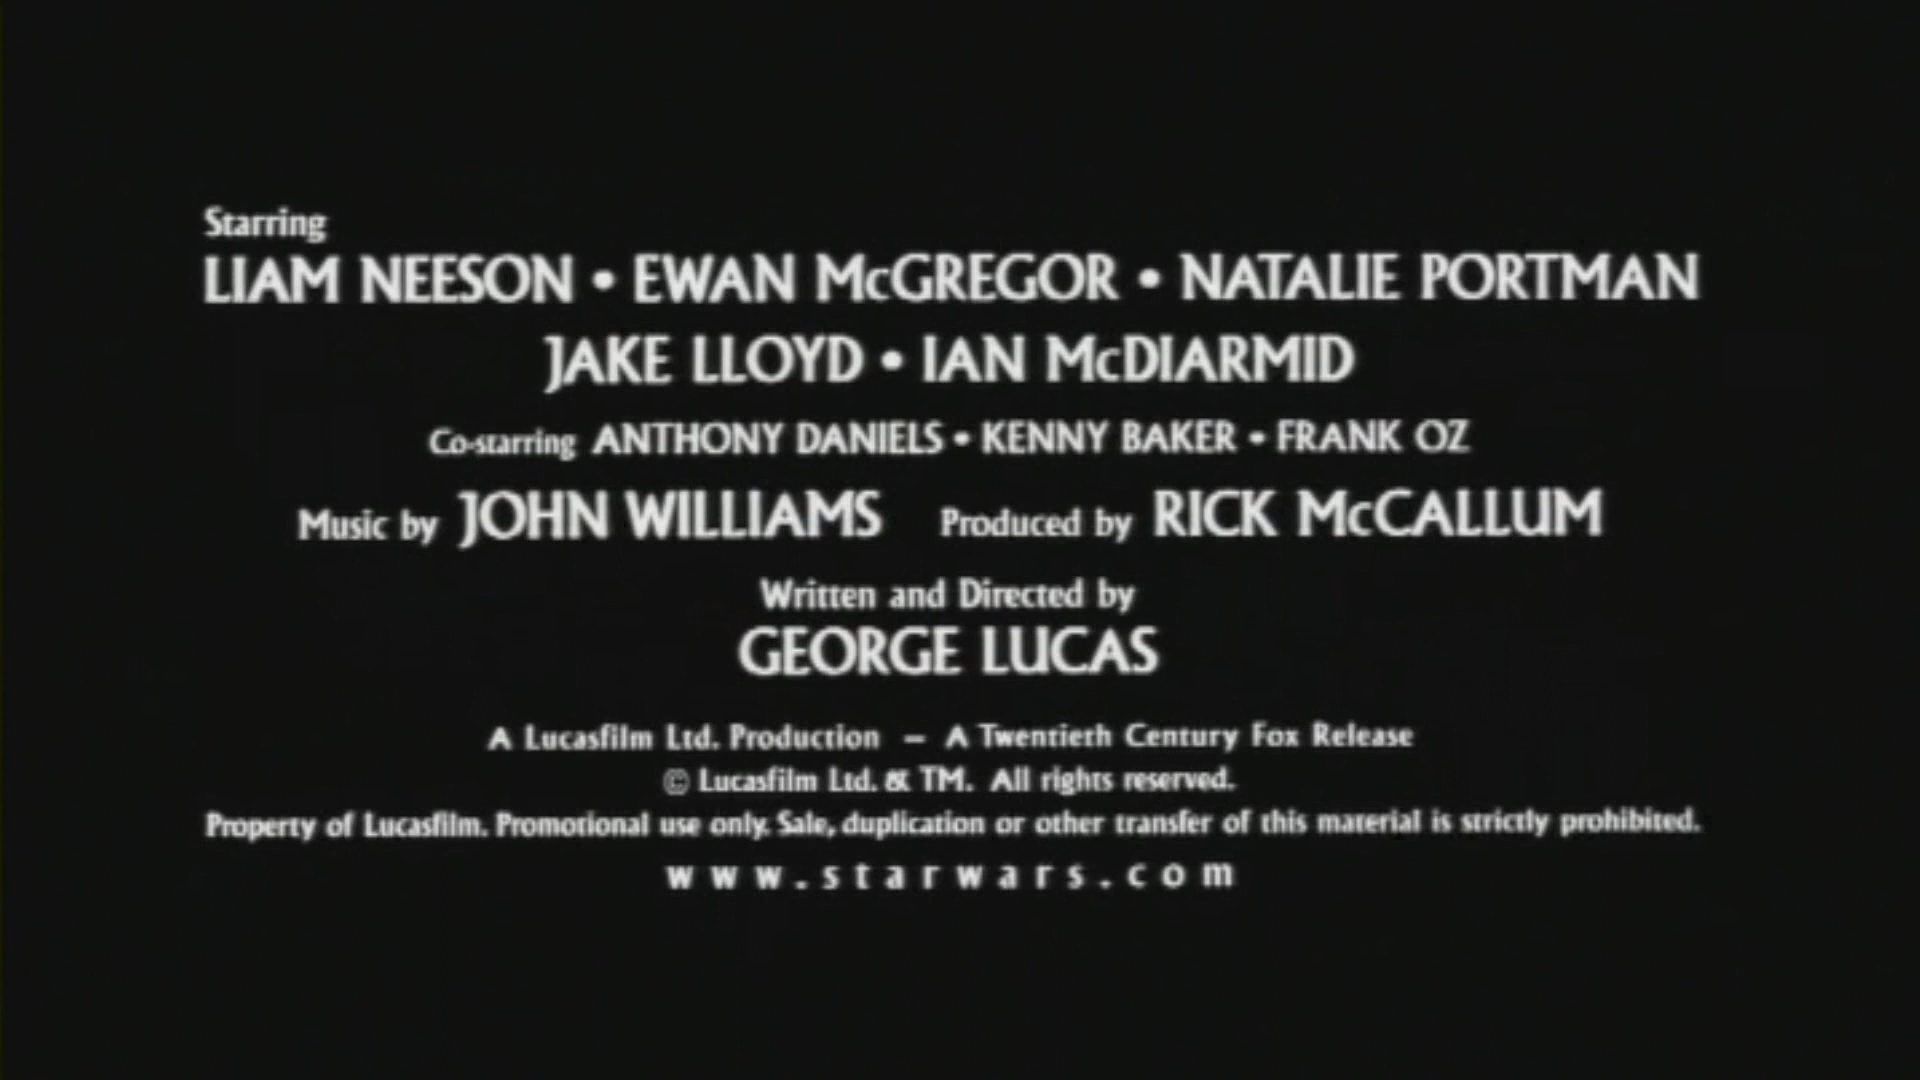 Starring
LIAM NEESON • EWAN McGREGOR • NATALIE PORTMAN
JAKE LLOYD • IAN McDIARMID
Co-starring ANTHONY DANIELS • KENNY BAKER • FRANK OZ
Music by JOHN WILLIAMS Produced by RICK McCALLUM
Written and Directed by
GEORGE LUCAS
A Lucasfilm Ltd. Production – A Twentieth Century Fox Release
© Lucasfilm Ltd. & TM. All rights reserved.
Property of Lucasfilm. Promotional use only. Sale, duplication or other transfer of this material is strictly prohibited.
www.starwars.com